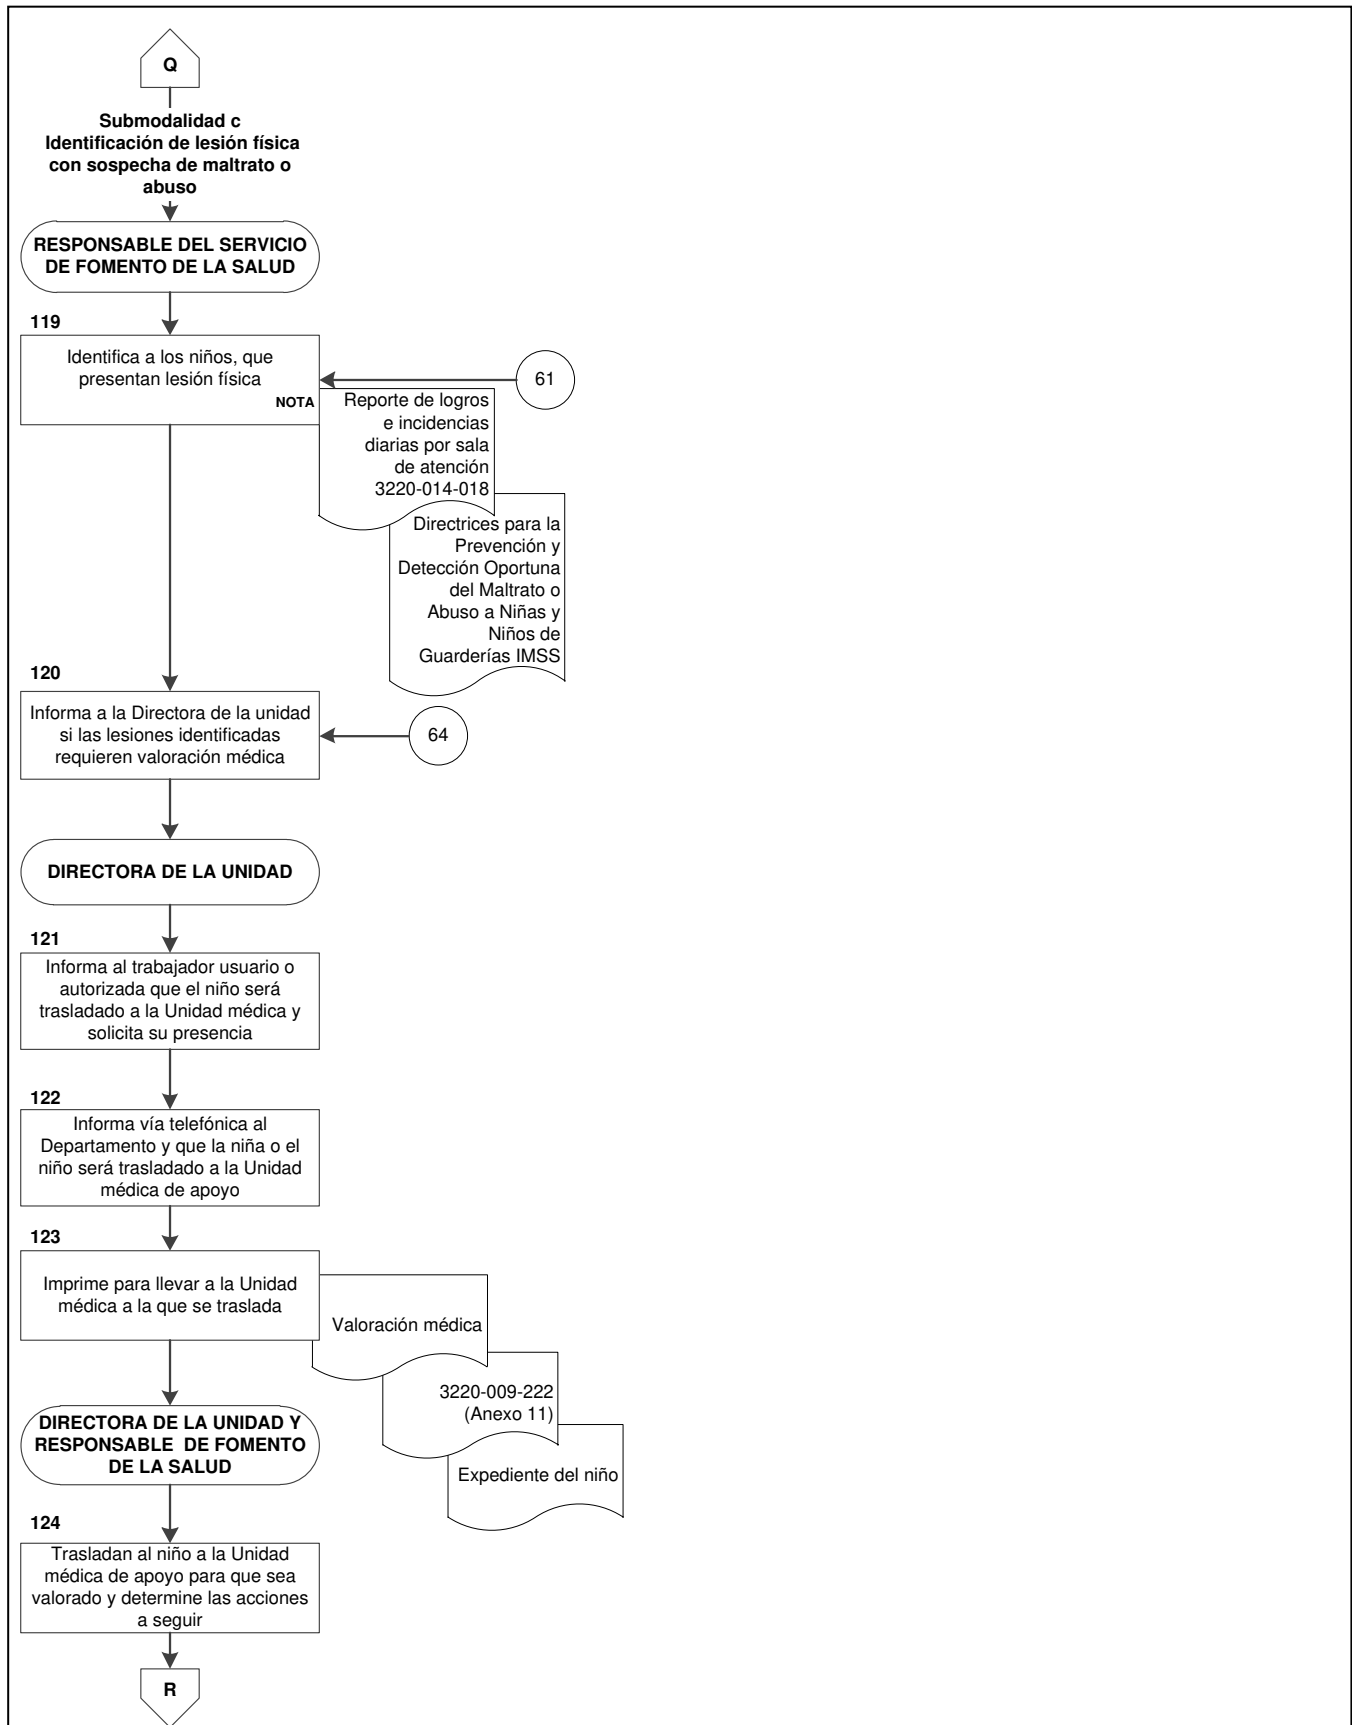 Q
Submodalidad c
Identificación de lesión física
con sospecha de maltrato o
abuso
RESPONSABLE DEL SERVICIO
DE FOMENTO DE LA SALUD
119
Identifica a los niños, que
presentan lesión física
NOTA
61
Reporte de logros
e incidencias
diarias por sala
de atención
3220-014-018
Directrices para la
Prevención y
Detección Oportuna
del Maltrato o
Abuso a Niñas y
Niños de
Guarderías IMSS
120
Informa a la Directora de la unidad
si las lesiones identificadas
requieren valoración médica
64
DIRECTORA DE LA UNIDAD
121
Informa al trabajador usuario o
autorizada que el niño será
trasladado a la Unidad médica y
solicita su presencia
122
Informa vía telefónica al
Departamento y que la niña o el
niño será trasladado a la Unidad
médica de apoyo
123
Imprime para llevar a la Unidad
médica a la que se traslada
Valoración médica
3220-009-222
(Anexo 11)
Expediente del niño
DIRECTORA DE LA UNIDAD Y
RESPONSABLE DE FOMENTO
DE LA SALUD
124
Trasladan al niño a la Unidad
médica de apoyo para que sea
valorado y determine las acciones
a seguir
R